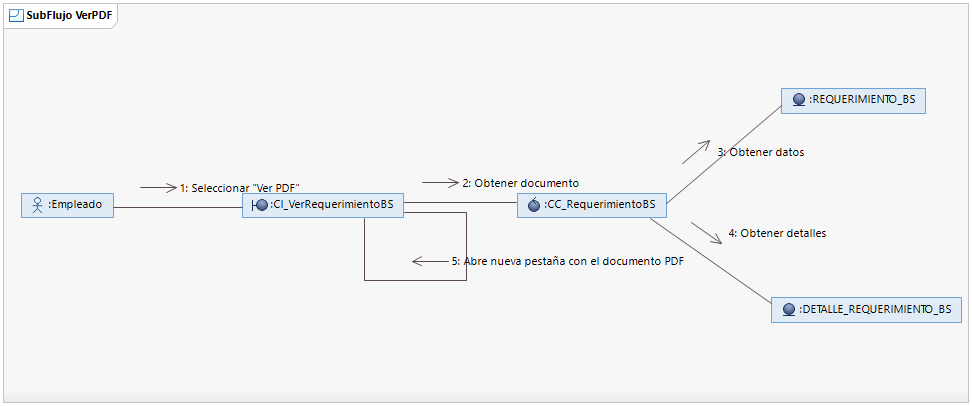 SubFlujo VerPDF
:REQUERIMIENTO_BS
3: Obtener datos
1: Seleccionar "Ver PDF"
2: Obtener documento
:Empleado
:CI_VerRequerimientoBS
:CC_RequerimientoBS
4: Obtener detalles
5: Abre nueva pestaña con el documento PDF
:DETALLE_REQUERIMIENTO_BS